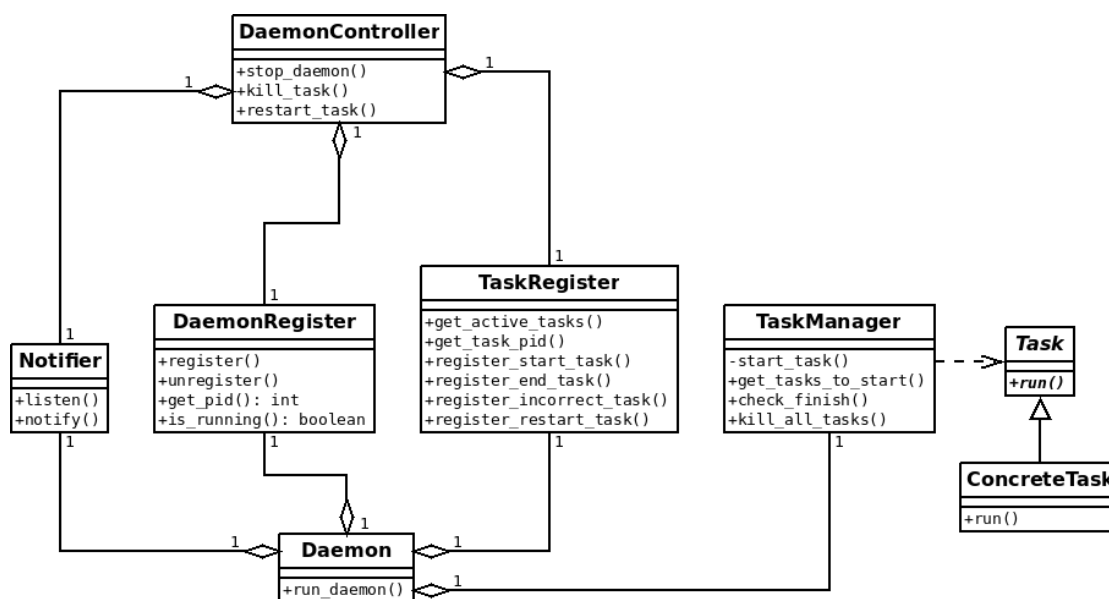 DaemonController
+stop_daemon()
+kill_task()
+restart_task()
1
1
1
1
TaskRegister
+get_active_tasks()
+get_task_pid()
+register_start_task()
+register_end_task()
+register_incorrect_task()
+register_restart_task()
1
DaemonRegister
+register()
+unregister()
+get_pid(): int
+is_running(): boolean
TaskManager
-start_task()
+get_tasks_to_start()
+check_finish()
+kill_all_tasks()
Task
+run()
1
Notifier
+listen()
+notify()
1
1
1
1
ConcreteTask
+run()
1
1
1
1
Daemon
+run_daemon()